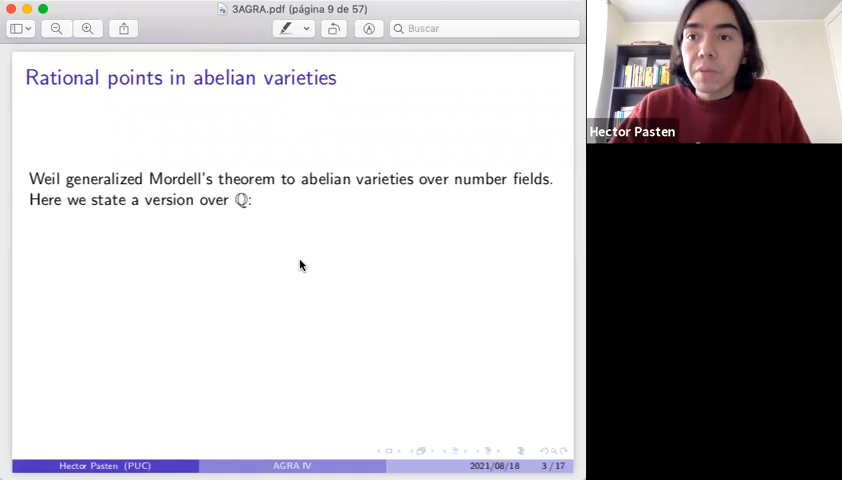 3AGRA.pdf (página 9 de 57)
Buscar
Rational points in abelian varieties
Weil generalized Mordell's theorem to abelian varieties over number fields.
Here we state a version over ℚ:
Hector Pasten (PUC) AGRA IV 2021/08/18 3 / 17
Hector Pasten